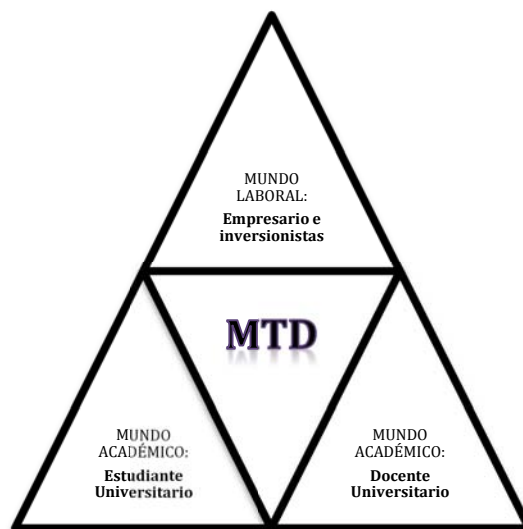 MUNDO
LABORAL:
Empresario e
inversionistas
MTD
MUNDO
ACADÉMICO:
Estudiante
Universitario
MUNDO
ACADÉMICO:
Docente
Universitario